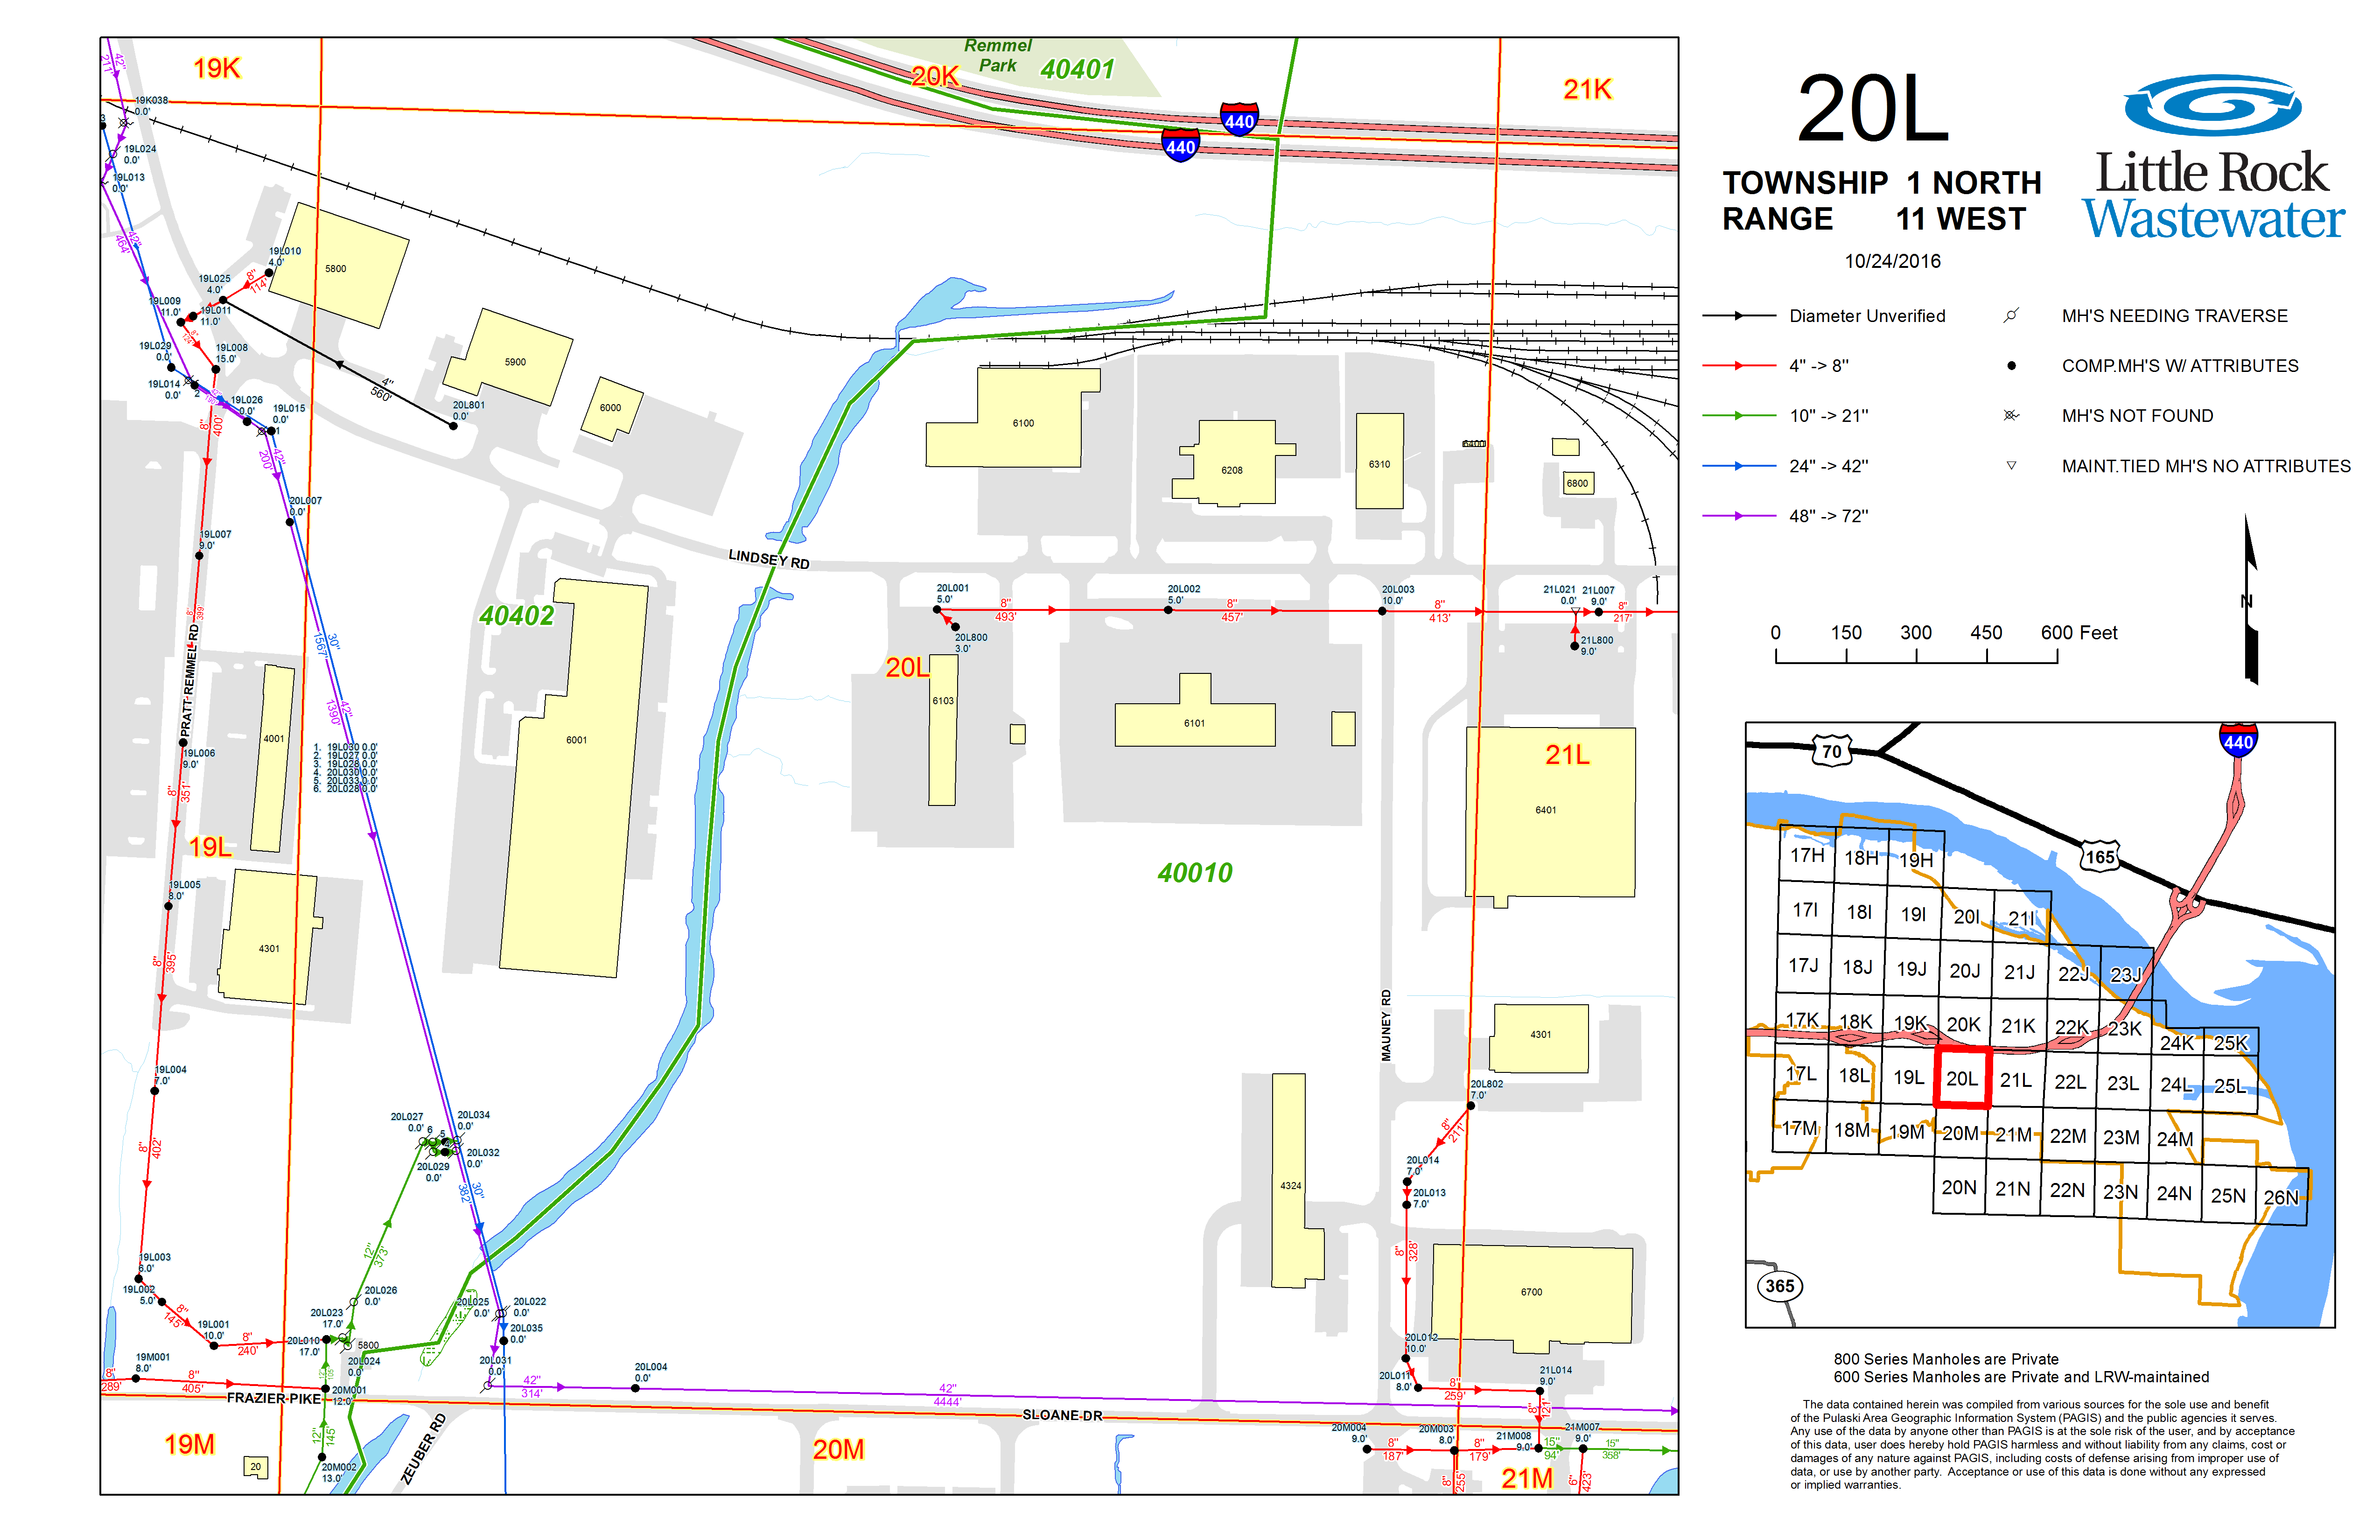 20L
TOWNSHIP 1 NORTH
RANGE 11 WEST
10/24/2016
Little Rock
Wastewater
Diameter Unverified
4" -> 8"
10" -> 21"
24" -> 42"
48" -> 72"
MH'S NEEDING TRAVERSE
COMP.MH'S W/ ATTRIBUTES
MH'S NOT FOUND
MAINT.TIED MH'S NO ATTRIBUTES
N
0 150 300 450 600 Feet
19K
20K
21K
Remmel
Park
40401
440
440
42"
211'
19K038
0.0'
3
19L024
0.0'
19L013
0.0'
42"
464'
19L010
4.0'
8"
114'
19L025
4.0'
19L009
11.0'
19L011
11.0'
124'
19L008
15.0'
19L029
0.0'
19L014
0.0'
2
19L026
0.0'
19L015
0.0'
1
8"
400'
42"
200'
20L007
0.0'
4"
560'
20L801
0.0'
5800
5900
6000
6100
6208
6310
6400
6800
LINDSEY RD
19L007
9.0'
8"
399'
PRATT REMMEL RD
40402
30"
1567'
42"
1390'
20L001
5.0'
8"
493'
20L002
5.0'
8"
457'
20L003
10.0'
8"
413'
21L021
0.0'
21L007
9.0'
8"
217'
20L800
3.0'
21L800
9.0'
20L
6103
6101
21L
6401
4001
6001
19L006
9.0'
1. 19L030 0.0'
2. 19L027 0.0'
3. 19L028 0.0'
4. 20L030 0.0'
5. 20L033 0.0'
6. 20L028 0.0'
8"
351'
19L
19L005
8.0'
4301
8"
395'
40010
MAUNEY RD
4301
19L004
7.0'
8"
402'
20L802
7.0'
8"
211'
20L014
7.0'
20L013
7.0'
4324
8"
328'
6700
20L027
0.0'
6
5
20L034
0.0'
20L032
0.0'
20L029
0.0'
30"
382'
12"
373'
19L003
6.0'
19L002
5.0'
8"
145'
19L001
10.0'
8"
240'
20L026
0.0'
20L023
17.0'
20L010
17.0'
5800
20L024
0.0'
20L025
0.0'
20L022
0.0'
20L035
0.0'
20L031
0.0'
42"
314'
20L004
0.0'
42"
4444'
20L012
10.0'
20L011
8.0'
8"
259'
21L014
9.0'
8"
121'
19M001
8.0'
8"
289'
8"
405'
FRAZIER PIKE
20M001
12.0'
SLOANE DR
ZEUBER RD
19M
20
12"
145'
20M002
13.0'
20M
20M004
9.0'
8"
187'
20M003
8.0'
8"
179'
21M008
9.0'
15"
94'
21M007
9.0'
15"
358'
8"
255'
21M
6"
423'
70
440
165
365
17H 18H 19H
17I 18I 19I 20I 21I
17J 18J 19J 20J 21J 22J 23J
17K 18K 19K 20K 21K 22K 23K 24K 25K
17L 18L 19L 20L 21L 22L 23L 24L 25L
17M 18M 19M 20M 21M 22M 23M 24M
20N 21N 22N 23N 24N 25N 26N
800 Series Manholes are Private
600 Series Manholes are Private and LRW-maintained
The data contained herein was compiled from various sources for the sole use and benefit
of the Pulaski Area Geographic Information System (PAGIS) and the public agencies it serves.
Any use of the data by anyone other than PAGIS is at the sole risk of the user, and by acceptance
of this data, user does hereby hold PAGIS harmless and without liability from any claims, cost or
damages of any nature against PAGIS, including costs of defense arising from improper use of
data, or use by another party. Acceptance or use of this data is done without any expressed
or implied warranties.